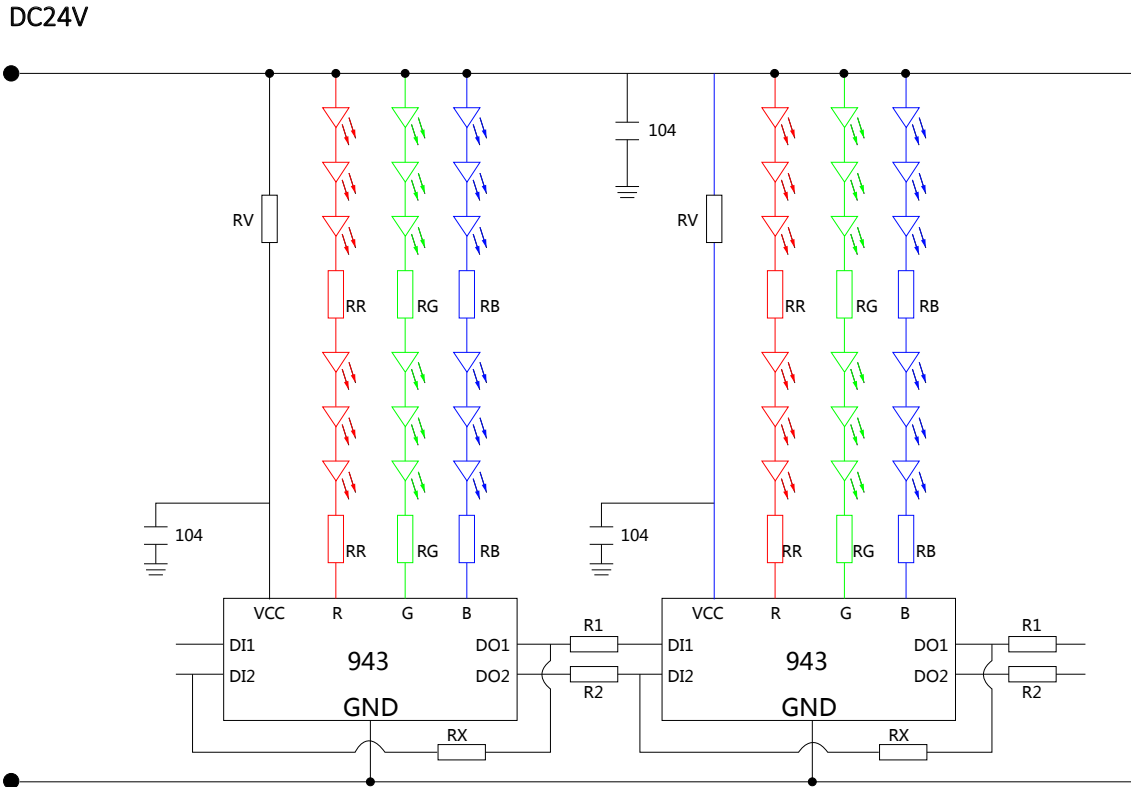 DC24V
104
RV
RV
RR
RG
RB
RR
RG
RB
104
RR
RG
RB
104
RR
RG
RB
VCC
R
G
B
VCC
R
G
B
DI1
943
DO1
R1
DI1
943
DO1
R1
DI2
DO2
R2
DI2
DO2
R2
GND
GND
RX
RX